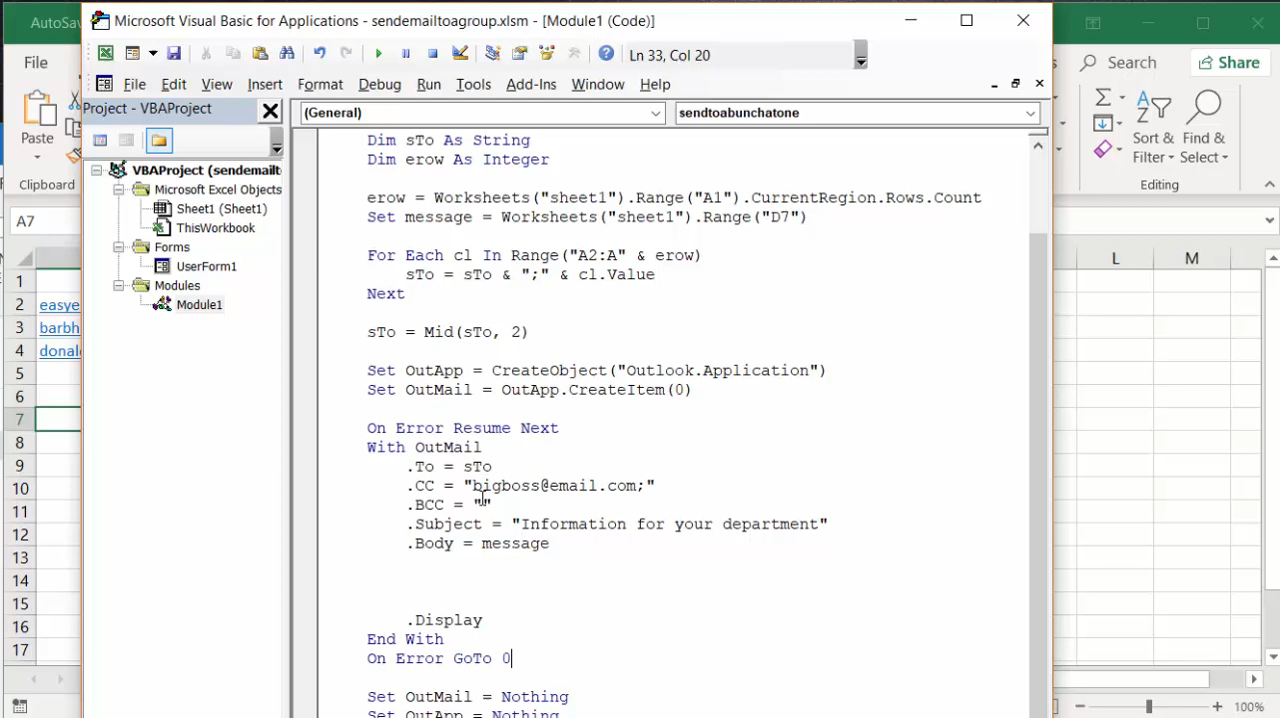 AutoSav
Microsoft Visual Basic for Applications - sendemailtoagroup.xlsm - [Module1 (Code)]
Ln 33, Col 20
File
Search
Share
File Edit View Insert Format Debug Run Tools Add-Ins Window Help
Project - VBAProject
(General)
sendtoabunchatone
Paste
Clipboard
Sort & Filter
Find & Select
Editing
A7
VBAProject (sendemailt
Microsoft Excel Objects
Sheet1 (Sheet1)
ThisWorkbook
Forms
UserForm1
Modules
Module1
L M
1
2 easye
3 barbh
4 donal
5
6
7
8
9
10
11
12
13
14
15
16
17
Dim sTo As String
Dim erow As Integer
erow = Worksheets("sheet1").Range("A1").CurrentRegion.Rows.Count
Set message = Worksheets("sheet1").Range("D7")
For Each cl In Range("A2:A" & erow)
sTo = sTo & ";" & cl.Value
Next
sTo = Mid(sTo, 2)
Set OutApp = CreateObject("Outlook.Application")
Set OutMail = OutApp.CreateItem(0)
On Error Resume Next
With OutMail
.To = sTo
.CC = "bigboss@email.com;"
.BCC = ""
.Subject = "Information for your department"
.Body = message
.Display
End With
On Error GoTo 0
Set OutMail = Nothing
Set OutApp = Nothing
100%